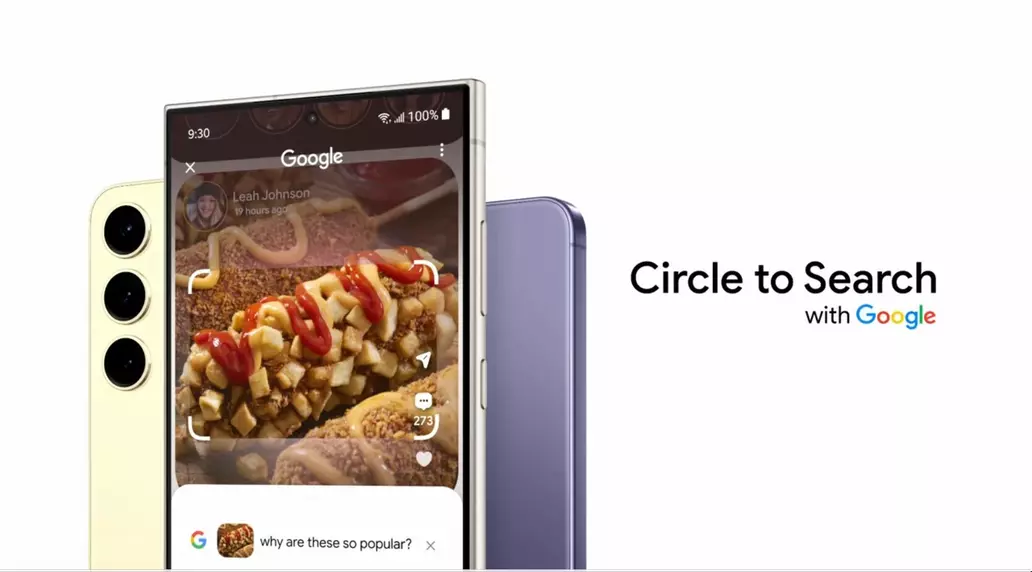 9:30
100%
Google
Leah Johnson
19 hours ago
273
why are these so popular?
Circle to Search
with Google